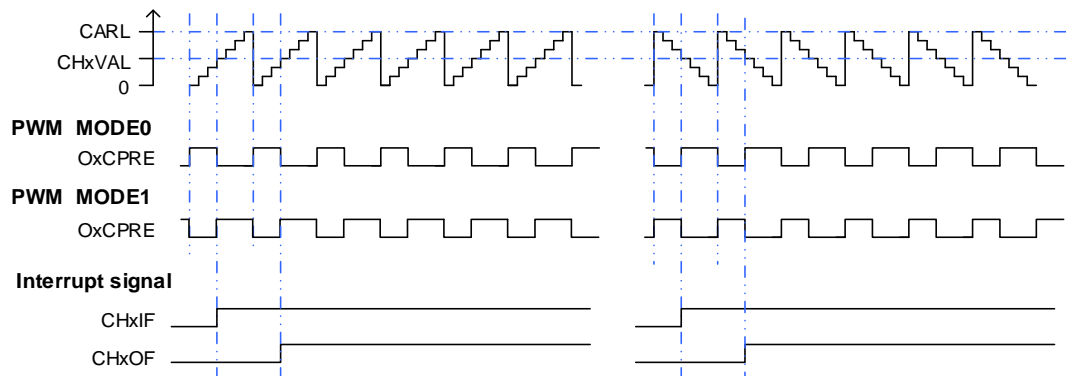 CARL
CHxVAL
0
PWM MODE0
OxCPRE
PWM MODE1
OxCPRE
Interrupt signal
CHxIF
CHxOF